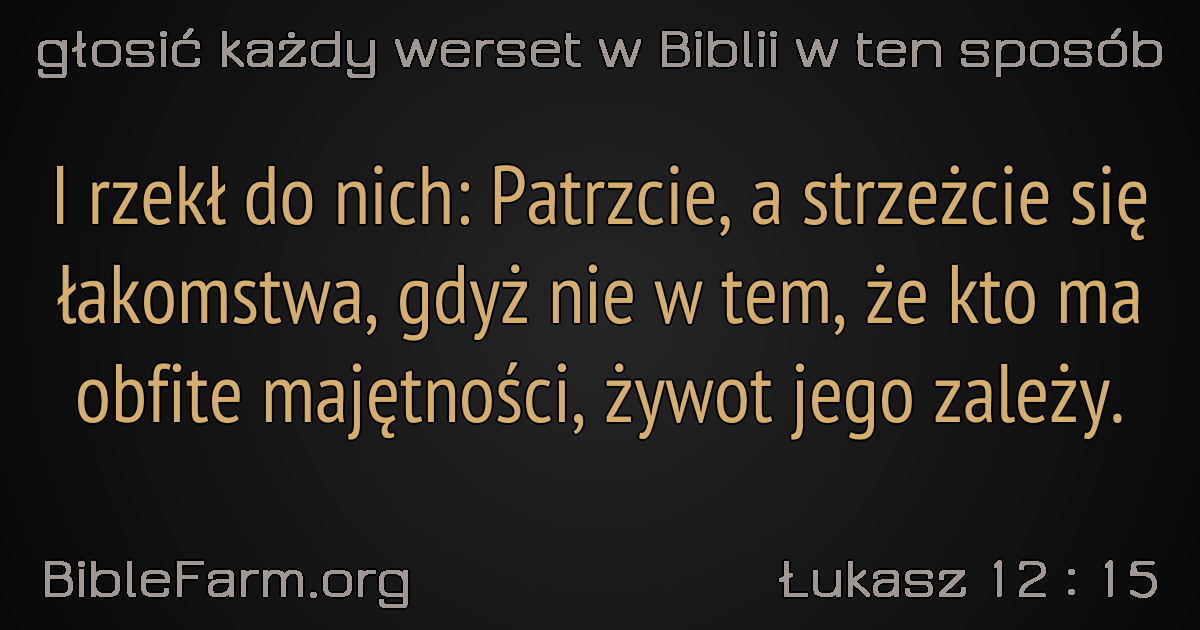 głosić każdy werset w Biblii w ten sposób
I rzekł do nich: Patrzcie, a strzeżcie się
łakomstwa, gdyż nie w tem, że kto ma
obfite majętności, żywot jego zależy.
BibleFarm.org
Łukasz 12 : 15